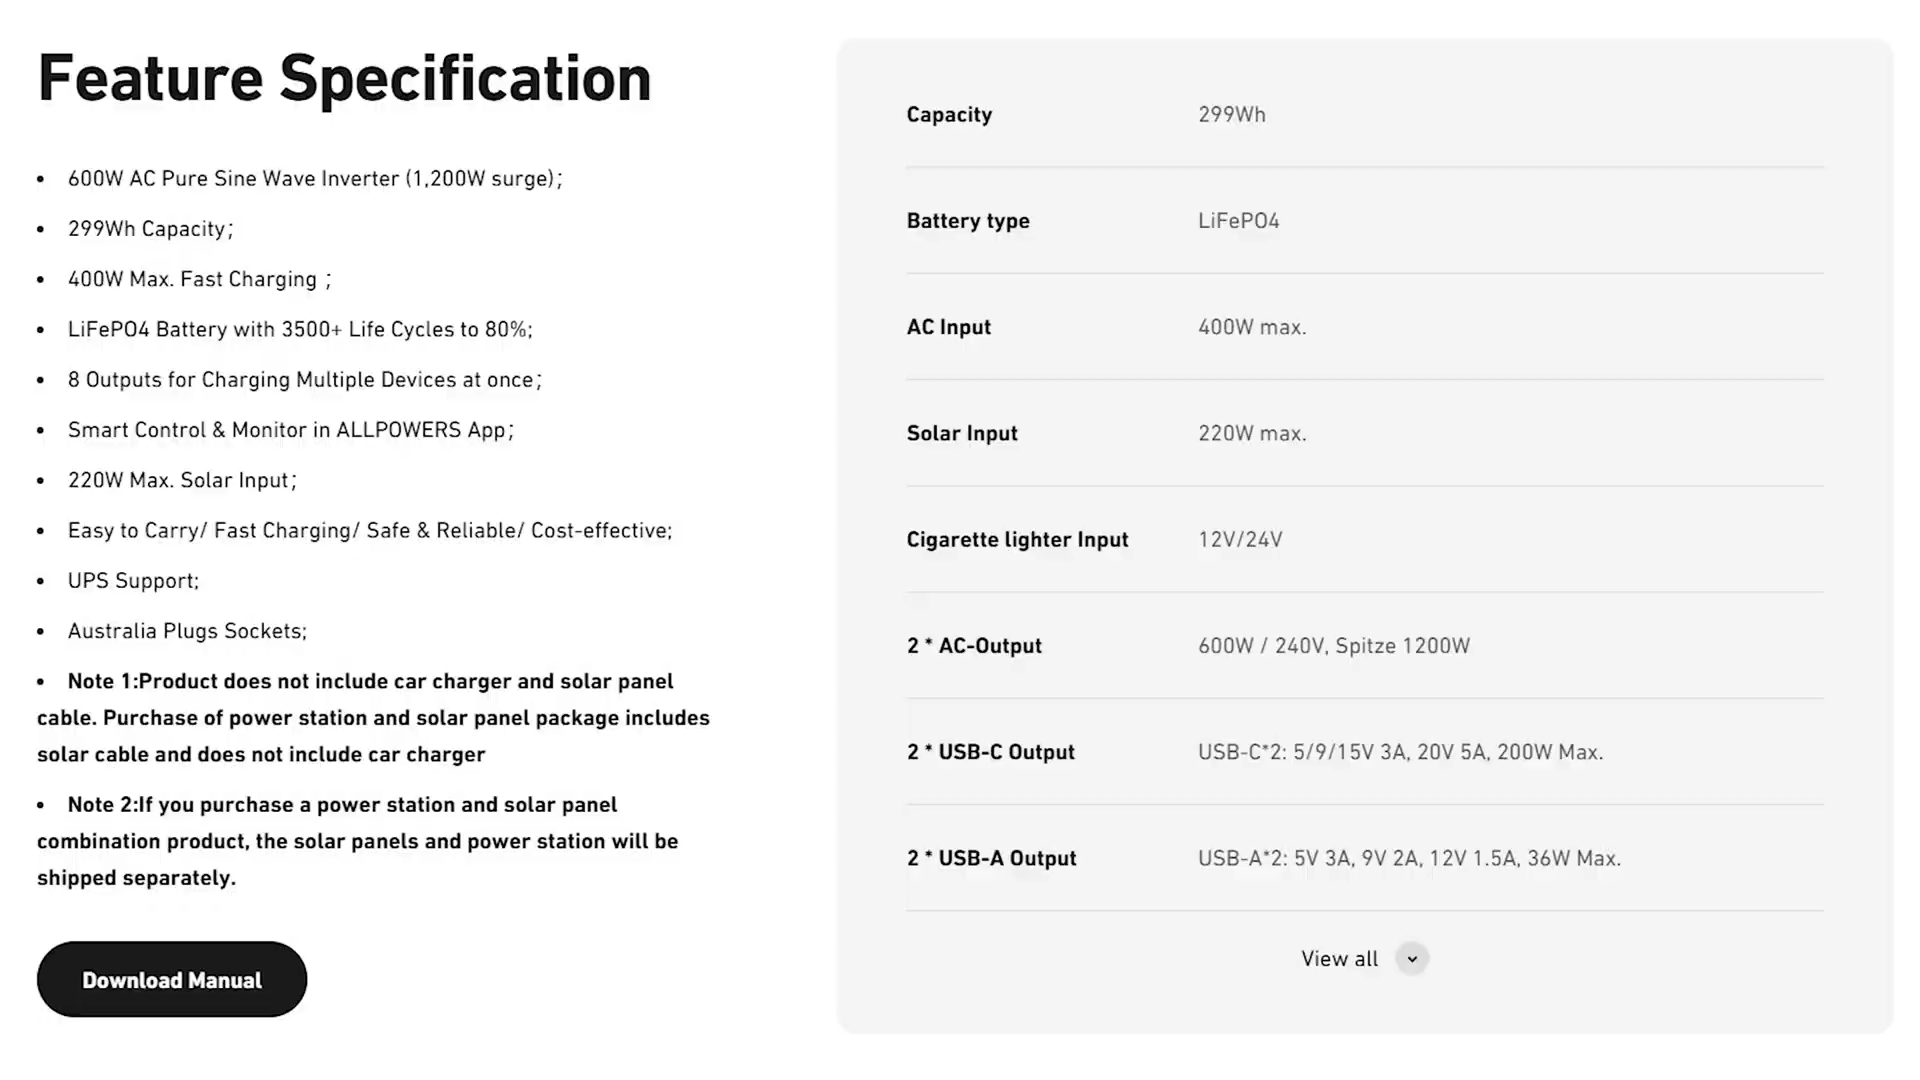 Feature Specification
• 600W AC Pure Sine Wave Inverter (1,200W surge);
• 299Wh Capacity;
• 400W Max. Fast Charging ;
• LiFePO4 Battery with 3500+ Life Cycles to 80%;
• 8 Outputs for Charging Multiple Devices at once;
• Smart Control & Monitor in ALLPOWERS App;
• 220W Max. Solar Input;
• Easy to Carry/ Fast Charging/ Safe & Reliable/ Cost-effective;
• UPS Support;
• Australia Plugs Sockets;
• Note 1:Product does not include car charger and solar panel
cable. Purchase of power station and solar panel package includes
solar cable and does not include car charger
• Note 2:If you purchase a power station and solar panel
combination product, the solar panels and power station will be
shipped separately.
Download Manual
Capacity 299Wh
Battery type LiFePO4
AC Input 400W max.
Solar Input 220W max.
Cigarette lighter Input 12V/24V
2 * AC-Output 600W / 240V, Spitze 1200W
2 * USB-C Output USB-C*2: 5/9/15V 3A, 20V 5A, 200W Max.
2 * USB-A Output USB-A*2: 5V 3A, 9V 2A, 12V 1.5A, 36W Max.
View all